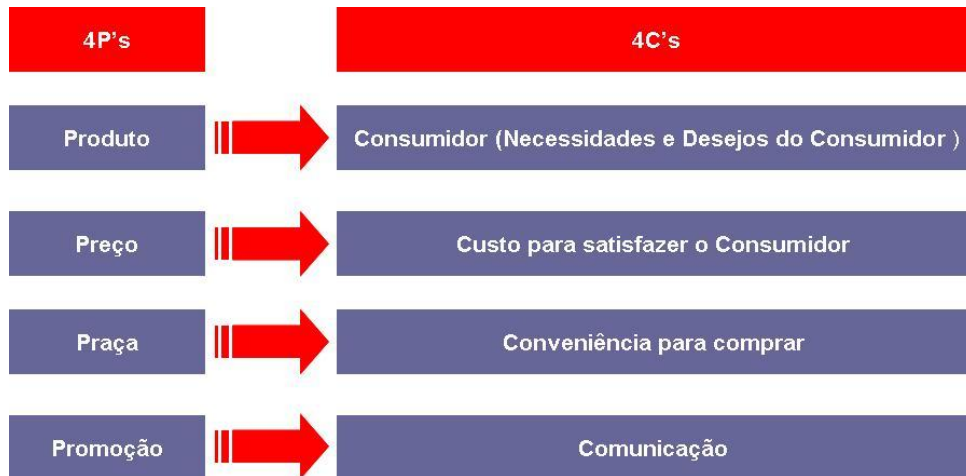 4P's
4C's
Produto
Consumidor (Necessidades e Desejos do Consumidor )
Preço
Custo para satisfazer o Consumidor
Praça
Conveniência para comprar
Promoção
Comunicação